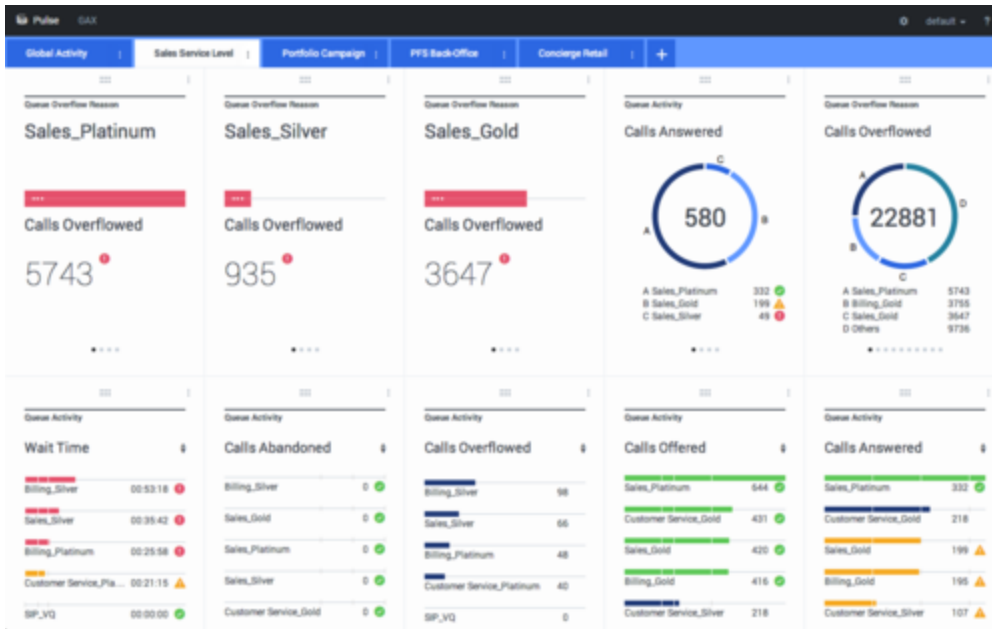 Pulse GAX default ?
Global Activity Sales Service Level Portfolio Campaign PFS Back-Office Concierge Retail +
Queue Overflow Reason
Sales_Platinum
Calls Overflowed
5743
Queue Overflow Reason
Sales_Silver
Calls Overflowed
935
Queue Overflow Reason
Sales_Gold
Calls Overflowed
3647
Queue Activity
Calls Answered
C
580
A
B
A Sales_Platinum 332
B Sales_Gold 199
C Sales_Silver 49
Queue Overflow Reason
Calls Overflowed
A
D
22881
B
C
A Sales_Platinum 5743
B Billing_Gold 3755
C Sales_Gold 3647
D Others 9736
Queue Activity
Wait Time
Billing_Silver 00:53:18
Sales_Silver 00:35:42
Billing_Platinum 00:25:58
Customer Service_Pla... 00:21:15
SIP_VQ 00:00:00
Queue Activity
Calls Abandoned
Billing_Silver 0
Sales_Gold 0
Sales_Platinum 0
Sales_Silver 0
Customer Service_Gold 0
Queue Activity
Calls Overflowed
Billing_Silver 98
Sales_Silver 66
Billing_Platinum 48
Customer Service_Platinum 40
SIP_VQ 0
Queue Activity
Calls Offered
Sales_Platinum 644
Customer Service_Gold 431
Sales_Gold 420
Billing_Gold 416
Customer Service_Silver 218
Queue Activity
Calls Answered
Sales_Platinum 332
Customer Service_Gold 218
Sales_Gold 199
Billing_Gold 195
Customer Service_Silver 107